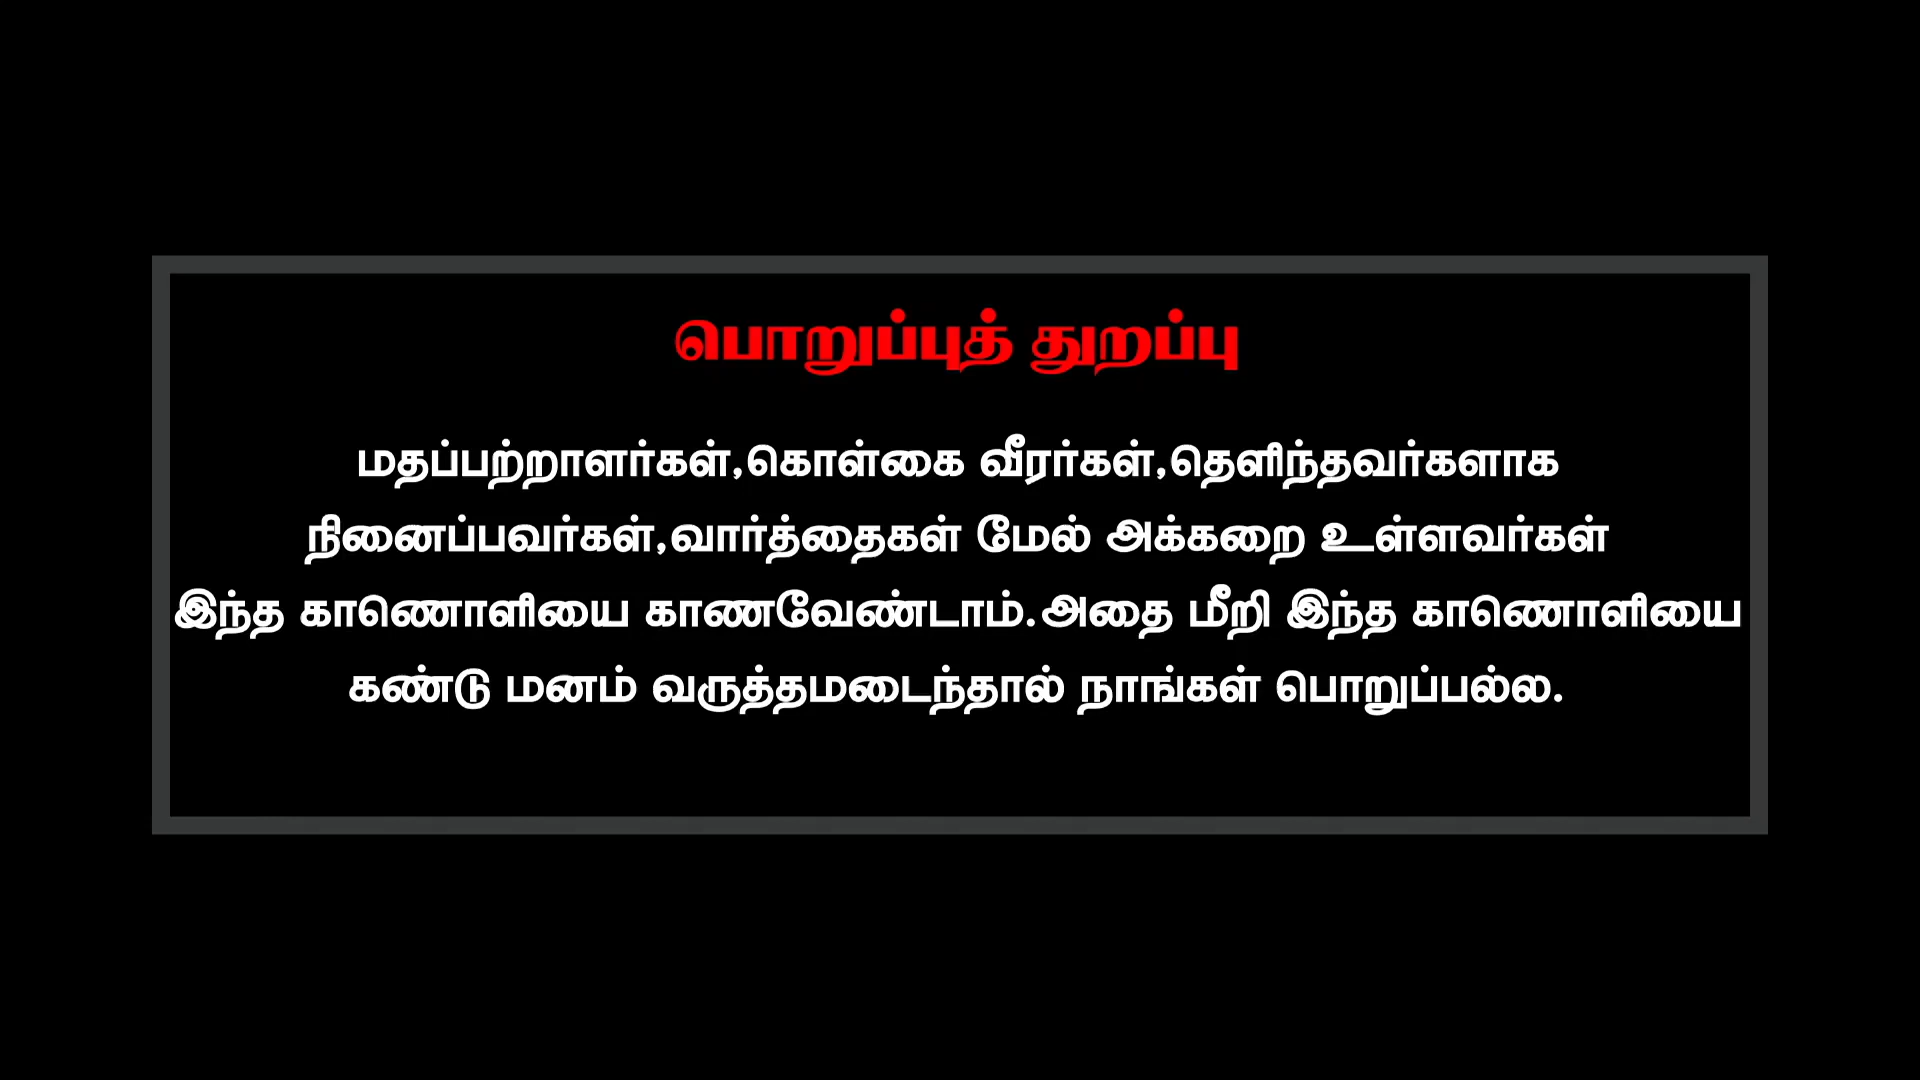 பொறுப்புத் துறப்பு
மதப்பற்றாளர்கள்,கொள்கை வீரர்கள்,தெளிந்தவர்களாக
நினைப்பவர்கள்,வார்த்தைகள் மேல் அக்கறை உள்ளவர்கள்
இந்த காணொளியை காணவேண்டாம்.அதை மீறி இந்த காணொளியை
கண்டு மனம் வருத்தமடைந்தால் நாங்கள் பொறுப்பல்ல.